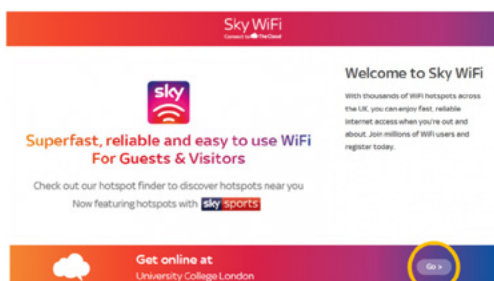 Sky WiFi
Connect to The Cloud
sky
Superfast, reliable and easy to use WiFi
For Guests & Visitors
Check out our hotspot finder to discover hotspots near you
Now featuring hotspots with sky sports
Welcome to Sky WiFi
With thousands of WiFi hotspots across
the UK, you can enjoy fast, reliable
internet access when you're out and
about. Join millions of WiFi users and
register today.
Get online at
University College London
Go >